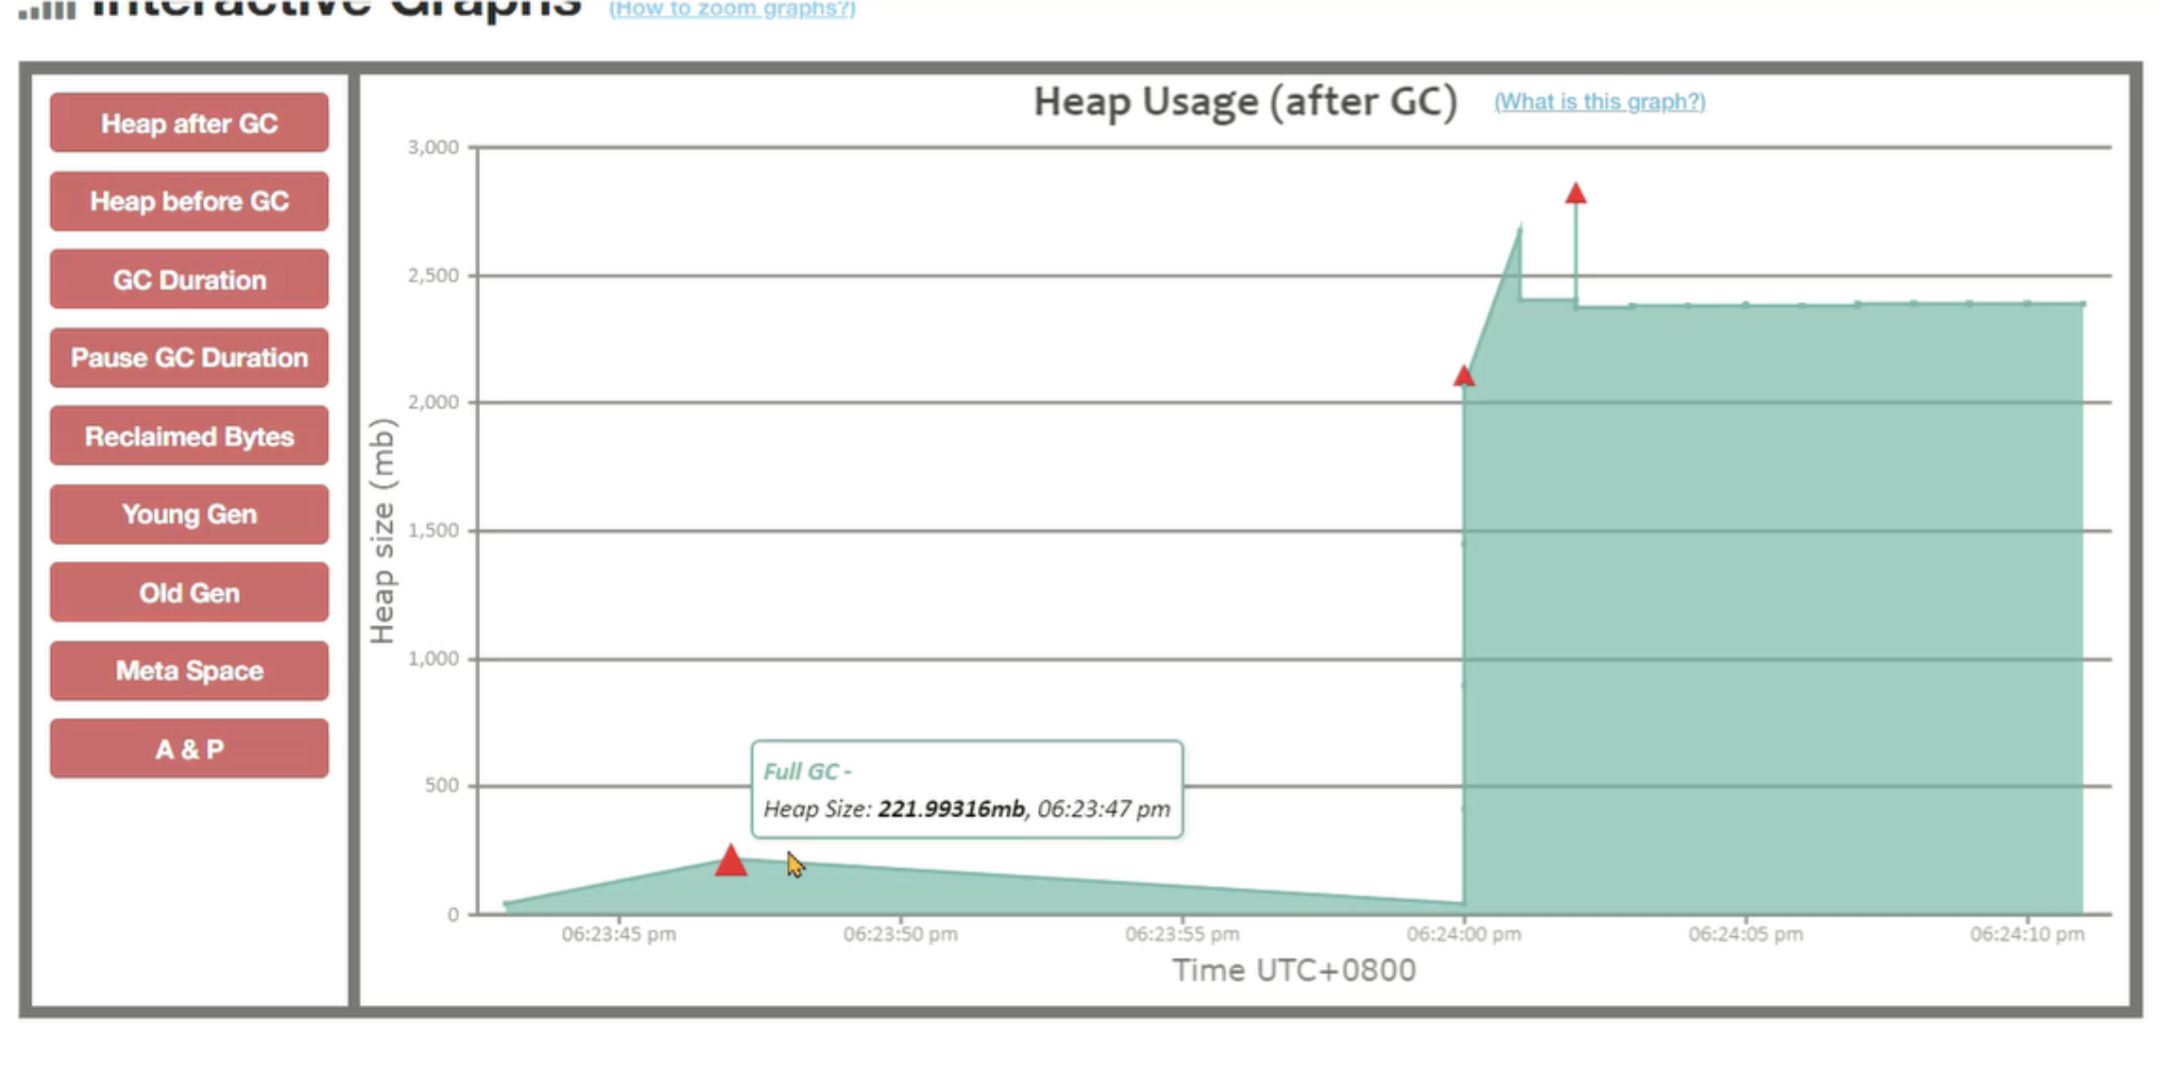 Interactive Graphs (How to zoom graphs?)
Heap after GC
Heap before GC
GC Duration
Pause GC Duration
Reclaimed Bytes
Young Gen
Old Gen
Meta Space
A & P
Heap Usage (after GC) (What is this graph?)
Heap size (mb)
3,000
2,500
2,000
1,500
1,000
500
0
Full GC -
Heap Size: 221.99316mb, 06:23:47 pm
06:23:45 pm
06:23:50 pm
06:23:55 pm
06:24:00 pm
06:24:05 pm
06:24:10 pm
Time UTC+0800